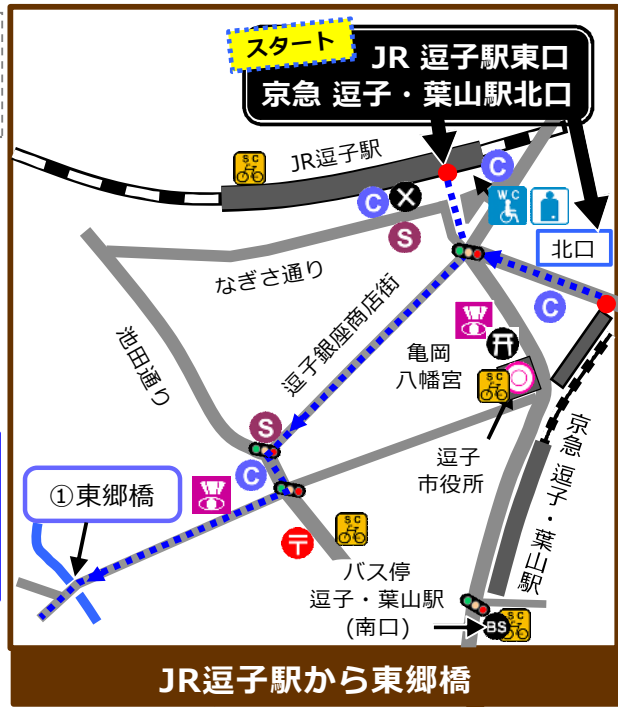 スタート
JR 逗子駅東口
京急 逗子・葉山駅北口
SC
JR逗子駅
C
C
X
S
WC
北口
なぎさ通り
C
逗子銀座商店街
池田通り
亀岡
八幡宮
SC
逗子
市役所
S
C
京急 逗子・葉山駅
①東郷橋
〒
SC
バス停
逗子・葉山駅
(南口)
BS
SC
JR逗子駅から東郷橋